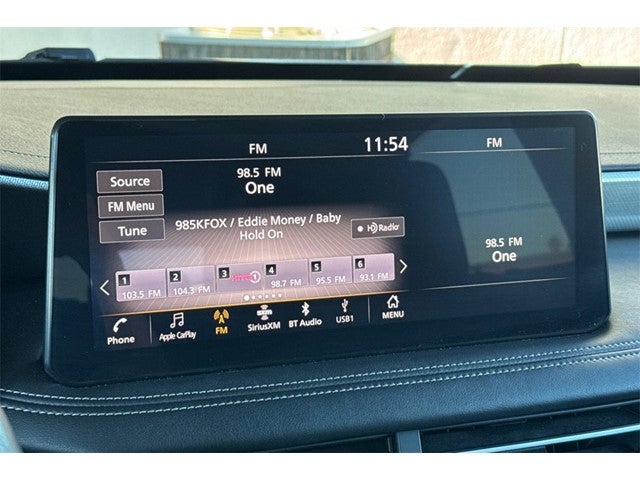 FM
11:54
FM
Source
98.5 FM
One
FM Menu
Tune
985KFOX / Eddie Money / Baby
Hold On
HD Radio
98.5 FM
One
1
103.5 FM
2
104.3 FM
3
4
98.7 FM
5
95.5 FM
6
93.1 FM
Phone
Apple CarPlay
FM
SiriusXM
BT Audio
USB1
MENU